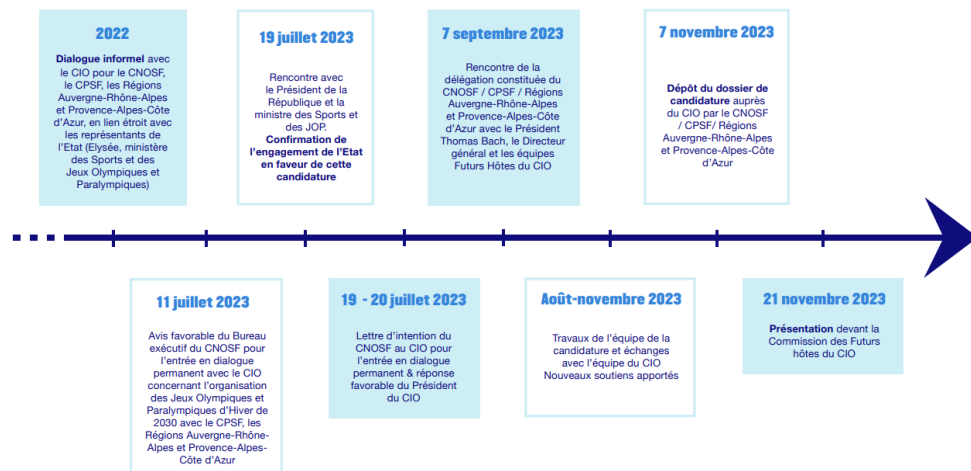 2022
Dialogue informel avec
le CIO pour le CNOSF,
le CPSF, les Régions
Auvergne-Rhône-Alpes
et Provence-Alpes-Côte
d'Azur, en lien étroit avec
les représentants de
l'Etat (Elysée, ministère
des Sports et des
Jeux Olympiques et
Paralympiques)
19 juillet 2023
Rencontre avec
le Président de la
République et la
ministre des Sports et
des JOP.
Confirmation de
l'engagement de l'Etat
en faveur de cette
candidature
7 septembre 2023
Rencontre de la
délégation constituée du
CNOSF / CPSF / Régions
Auvergne-Rhône-Alpes
et Provence-Alpes-Côte
d'Azur avec le Président
Thomas Bach, le Directeur
général et les équipes
Futurs Hôtes du CIO
7 novembre 2023
Dépôt du dossier de
candidature auprès
du CIO par le CNOSF
/ CPSF/ Régions
Auvergne-Rhône-Alpes
et Provence-Alpes-Côte
d'Azur
11 juillet 2023
Avis favorable du Bureau
exécutif du CNOSF pour
l'entrée en dialogue
permanent avec le CIO
concernant l'organisation
des Jeux Olympiques et
Paralympiques d'Hiver de
2030 avec le CPSF, les
Régions Auvergne-Rhône-
Alpes et Provence-Alpes-
Côte d'Azur
19 - 20 juillet 2023
Lettre d'intention du
CNOSF au CIO pour
l'entrée en dialogue
permanent & réponse
favorable du Président
du CIO
Août-novembre 2023
Travaux de l'équipe de la
candidature et échanges
avec l'équipe du CIO
Nouveaux soutiens apportés
21 novembre 2023
Présentation devant la
Commission des Futurs
hôtes du CIO